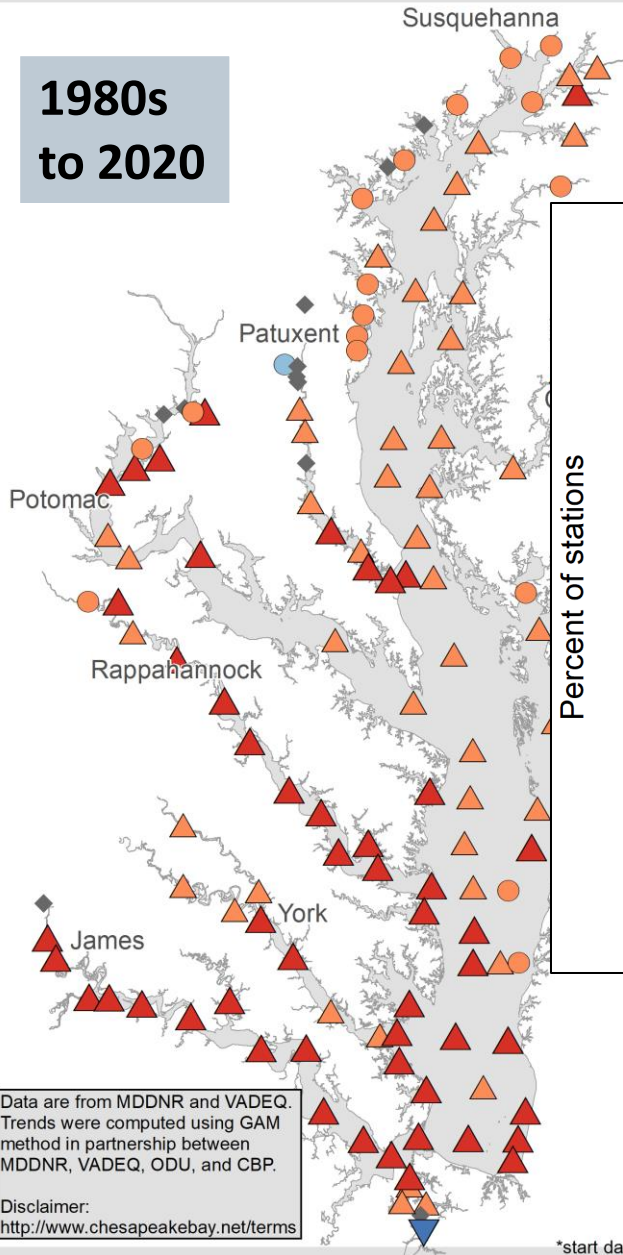 Susquehanna
1980s
to 2020
Patuxent
Potomac
Percent of stations
Rappahannock
York
James
Data are from MDDNR and VADEQ.
Trends were computed using GAM
method in partnership between
MDDNR, VADEQ, ODU, and CBP.
Disclaimer:
http://www.chesapeakebay.net/terms
*start da